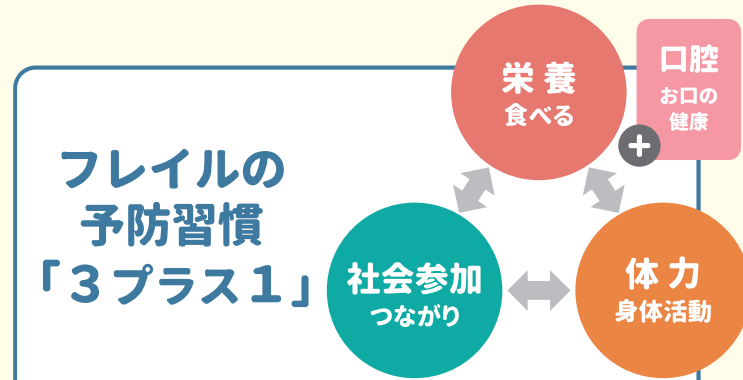 フレイルの
予防習慣
「３プラス１」
栄 養
食べる
口腔
お口の
健康
+
社会参加
つながり
体 力
身体活動